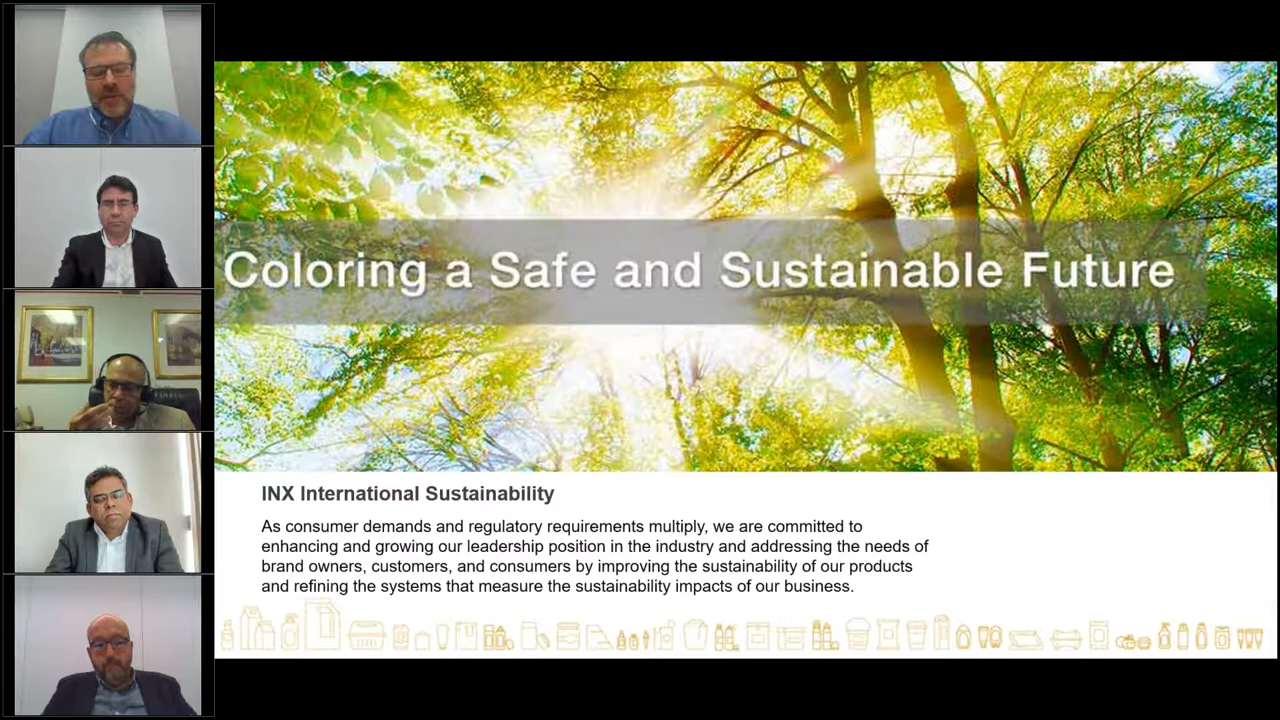 Coloring a Safe and Sustainable Future
INX International Sustainability
As consumer demands and regulatory requirements multiply, we are committed to
enhancing and growing our leadership position in the industry and addressing the needs of
brand owners, customers, and consumers by improving the sustainability of our products
and refining the systems that measure the sustainability impacts of our business.